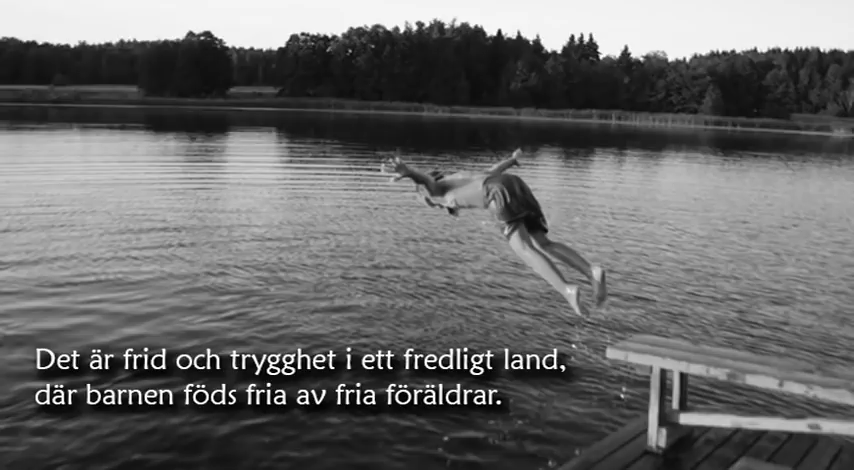 Det är frid och trygghet i ett fredligt land,
där barnen föds fria av fria föräldrar.